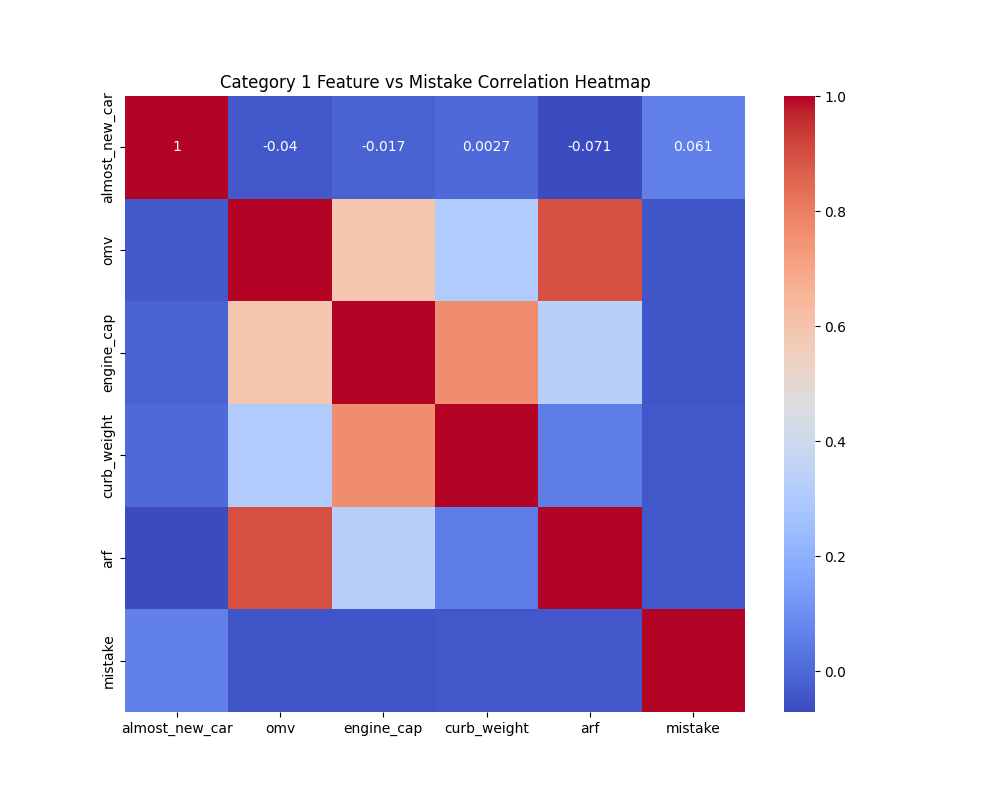 Category 1 Feature vs Mistake Correlation Heatmap
almost_new_car
1 -0.04 -0.017 0.0027 -0.071 0.061
omv
engine_cap
curb_weight
arf
mistake
almost_new_car omv engine_cap curb_weight arf mistake
1.0
0.8
0.6
0.4
0.2
0.0